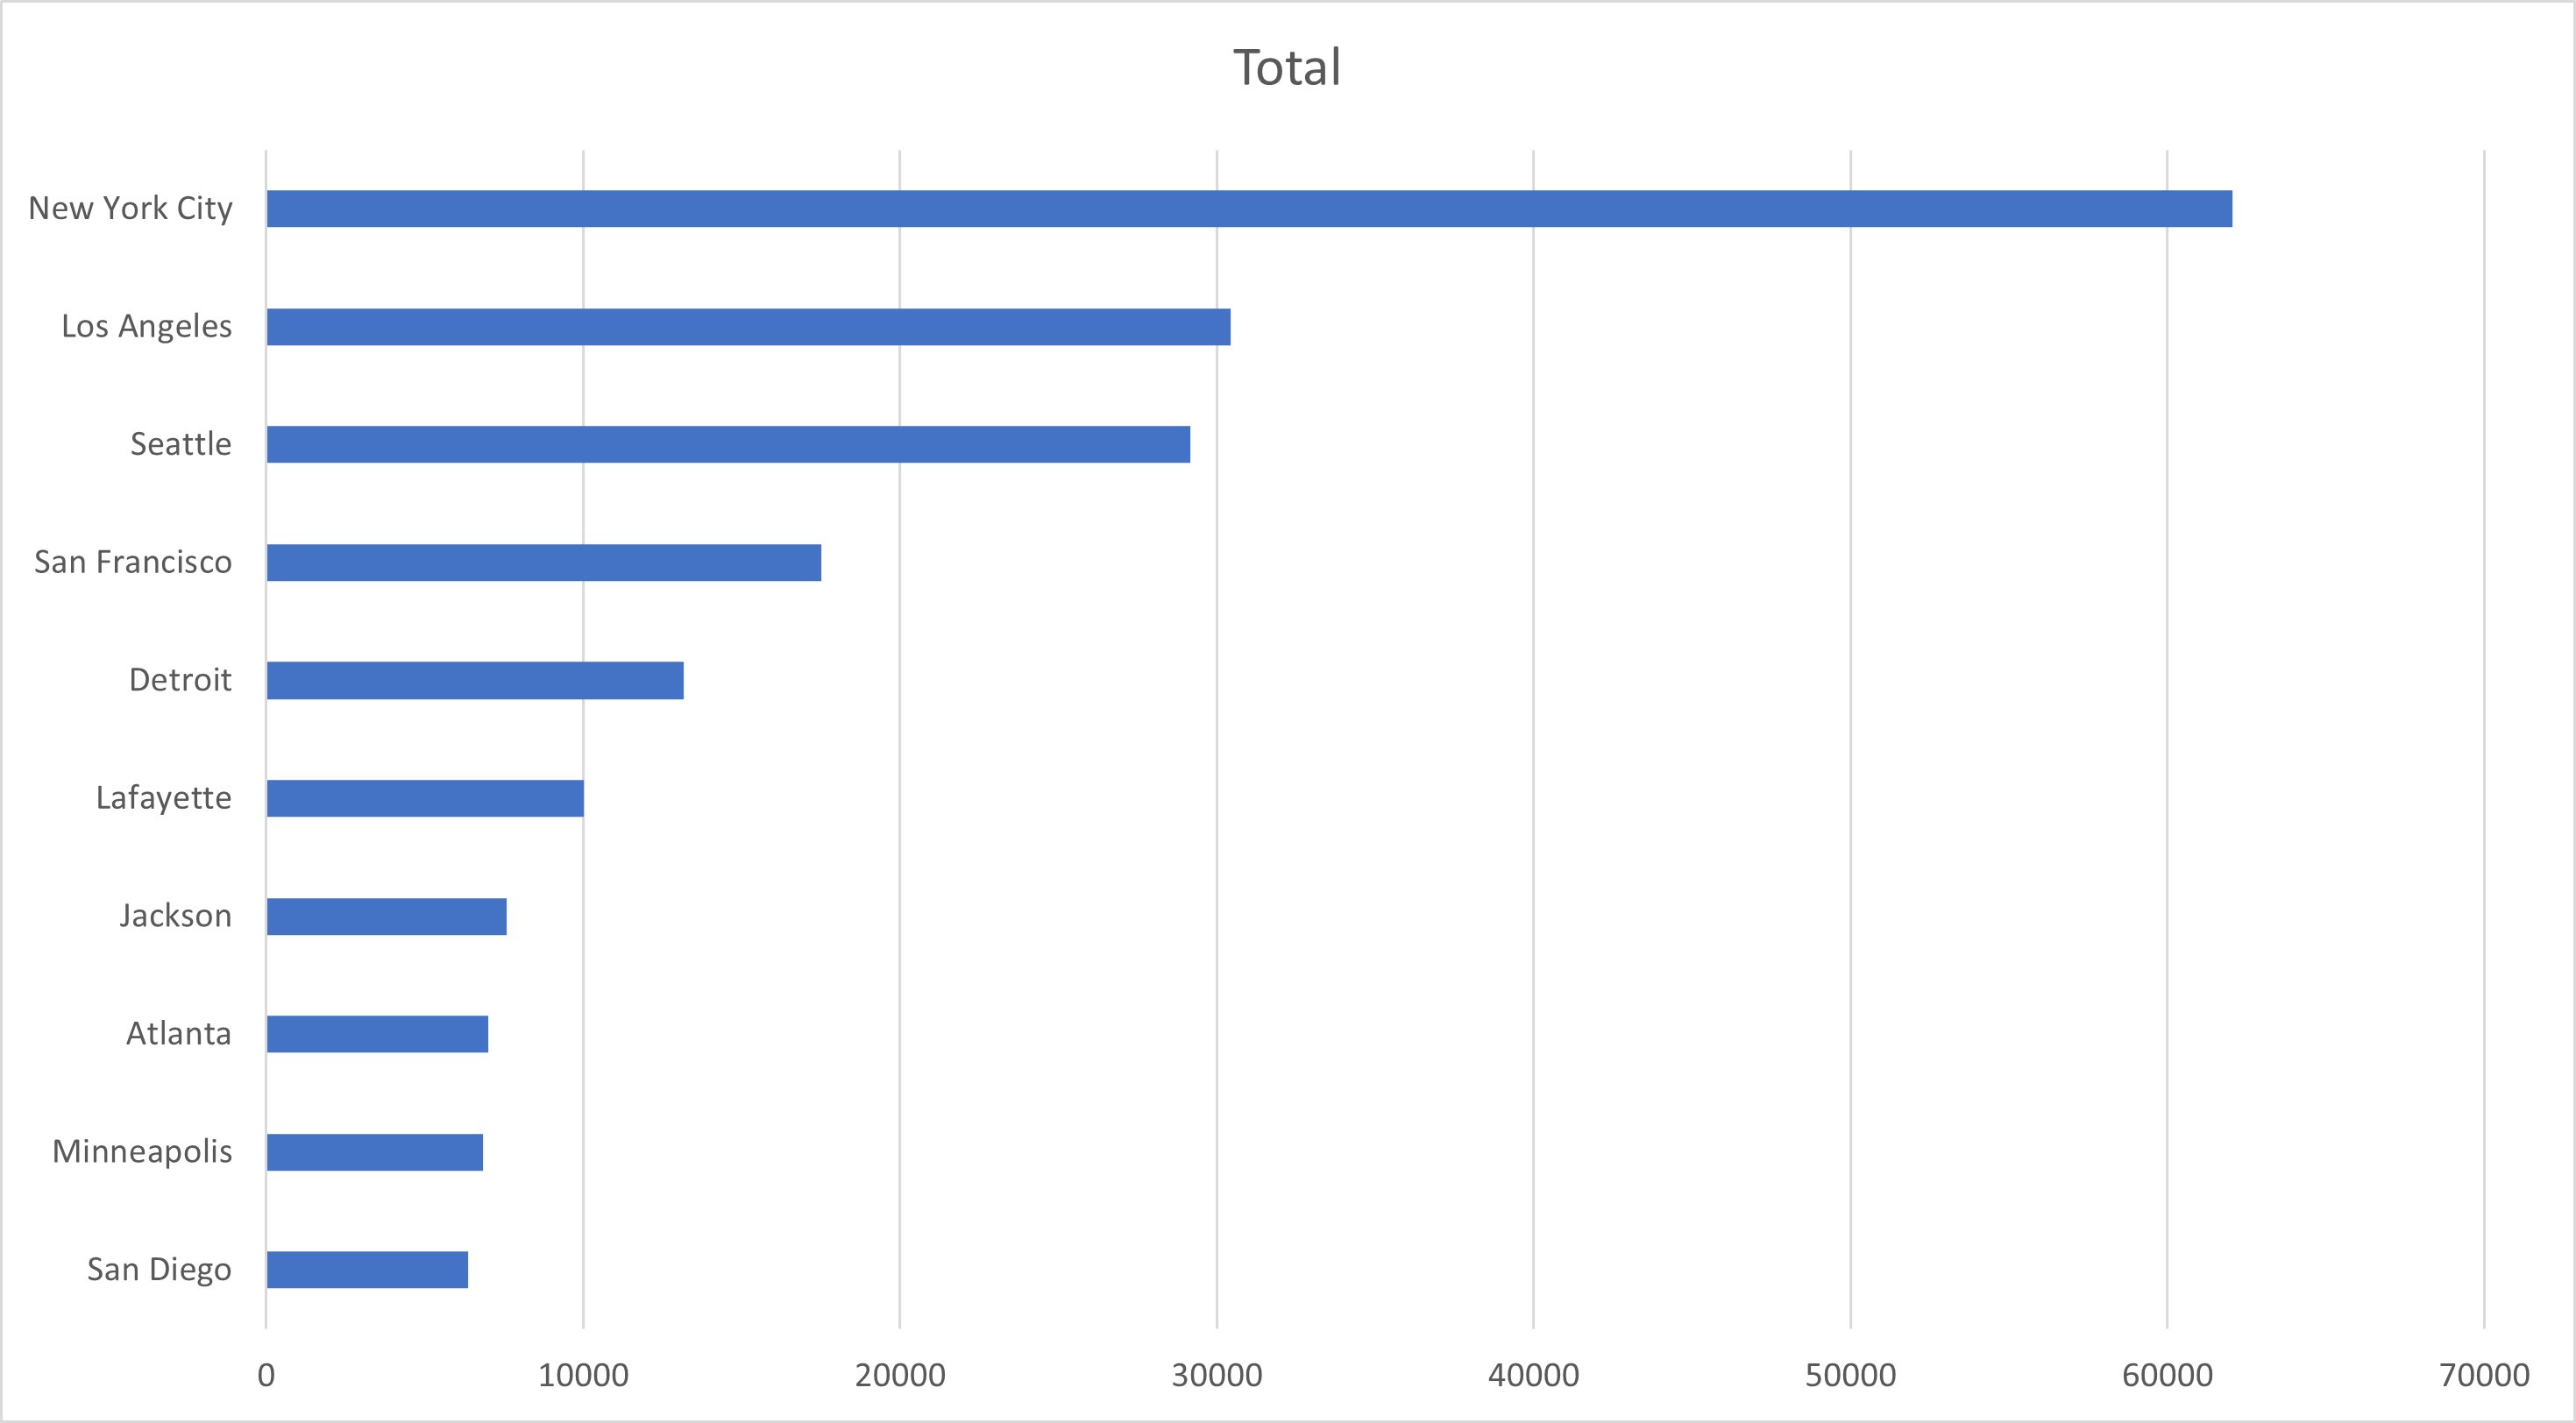 Total
New York City
Los Angeles
Seattle
San Francisco
Detroit
Lafayette
Jackson
Atlanta
Minneapolis
San Diego
0 10000 20000 30000 40000 50000 60000 70000